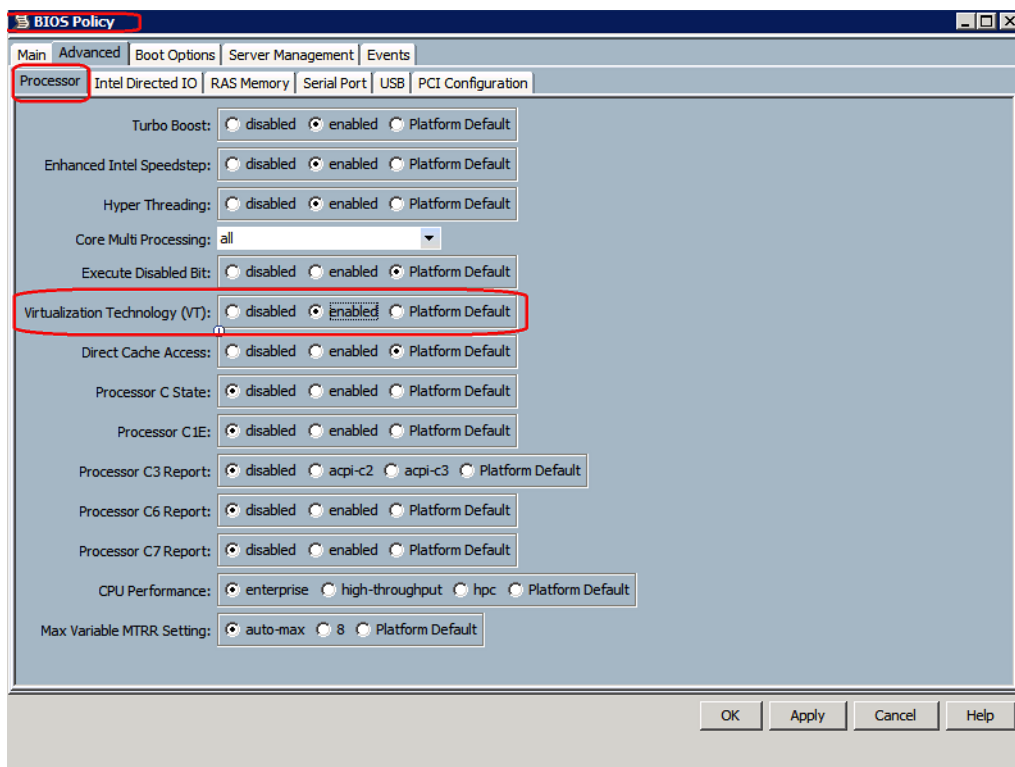 BIOS Policy
Main Advanced Boot Options Server Management Events
Processor Intel Directed IO RAS Memory Serial Port USB PCI Configuration
Turbo Boost: disabled enabled Platform Default
Enhanced Intel Speedstep: disabled enabled Platform Default
Hyper Threading: disabled enabled Platform Default
Core Multi Processing: all
Execute Disabled Bit: disabled enabled Platform Default
Virtualization Technology (VT): disabled enabled Platform Default
Direct Cache Access: disabled enabled Platform Default
Processor C State: disabled enabled Platform Default
Processor C1E: disabled enabled Platform Default
Processor C3 Report: disabled acpi-c2 acpi-c3 Platform Default
Processor C6 Report: disabled enabled Platform Default
Processor C7 Report: disabled enabled Platform Default
CPU Performance: enterprise high-throughput hpc Platform Default
Max Variable MTRR Setting: auto-max 8 Platform Default
OK Apply Cancel Help